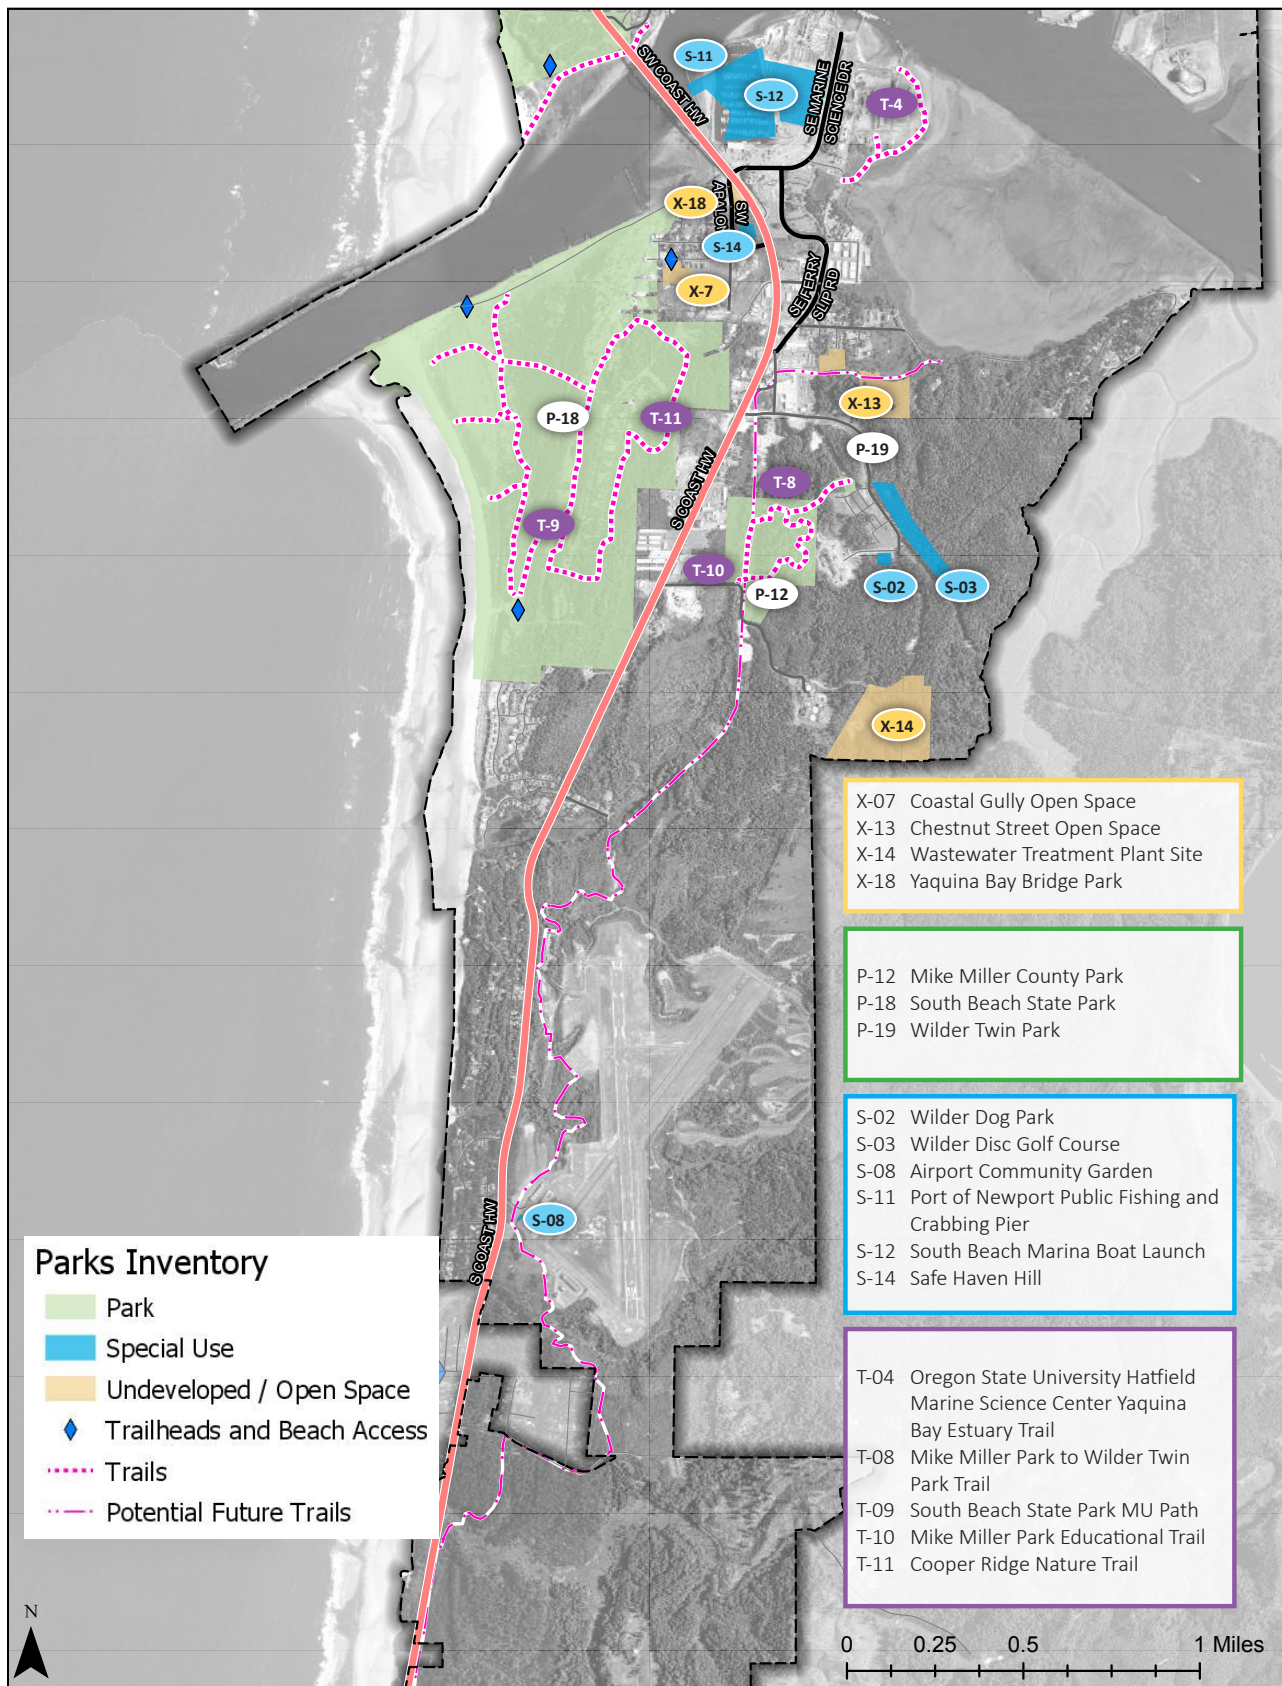 S-11
SW COAST HW
S-12
SE MARINE
SCIENCE DR
T-4
X-18
SW
S-14
X-7
SE FERRY
SLIP RD
X-13
P-18
T-11
P-19
S COAST HW
T-8
T-9
T-10
P-12
S-02
S-03
X-14
X-07 Coastal Gully Open Space
X-13 Chestnut Street Open Space
X-14 Wastewater Treatment Plant Site
X-18 Yaquina Bay Bridge Park
P-12 Mike Miller County Park
P-18 South Beach State Park
P-19 Wilder Twin Park
S-02 Wilder Dog Park
S-03 Wilder Disc Golf Course
S-08 Airport Community Garden
S-11 Port of Newport Public Fishing and
Crabbing Pier
S-12 South Beach Marina Boat Launch
S-14 Safe Haven Hill
S-08
S COAST HW
Parks Inventory
Park
Special Use
Undeveloped / Open Space
Trailheads and Beach Access
Trails
Potential Future Trails
T-04 Oregon State University Hatfield
Marine Science Center Yaquina
Bay Estuary Trail
T-08 Mike Miller Park to Wilder Twin
Park Trail
T-09 South Beach State Park MU Path
T-10 Mike Miller Park Educational Trail
T-11 Cooper Ridge Nature Trail
N
0 0.25 0.5 1 Miles